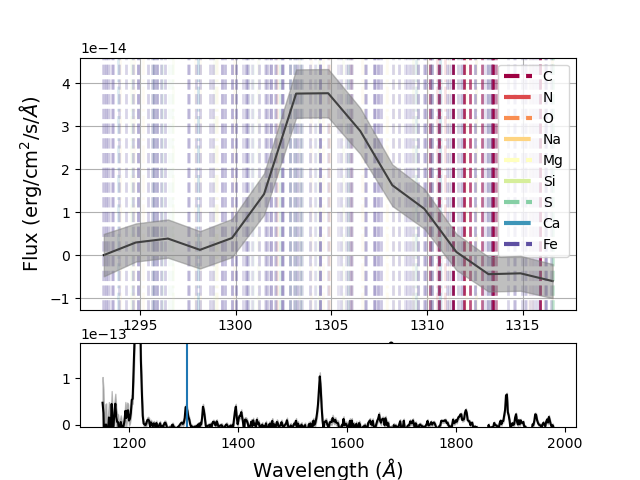 1e−14
4
3
2
1
0
−1
Flux (erg/cm²/s/Å)
C
N
O
Na
Mg
Si
S
Ca
Fe
1295 1300 1305 1310 1315
1e−13
1
0
1200 1400 1600 1800 2000
Wavelength (Å)